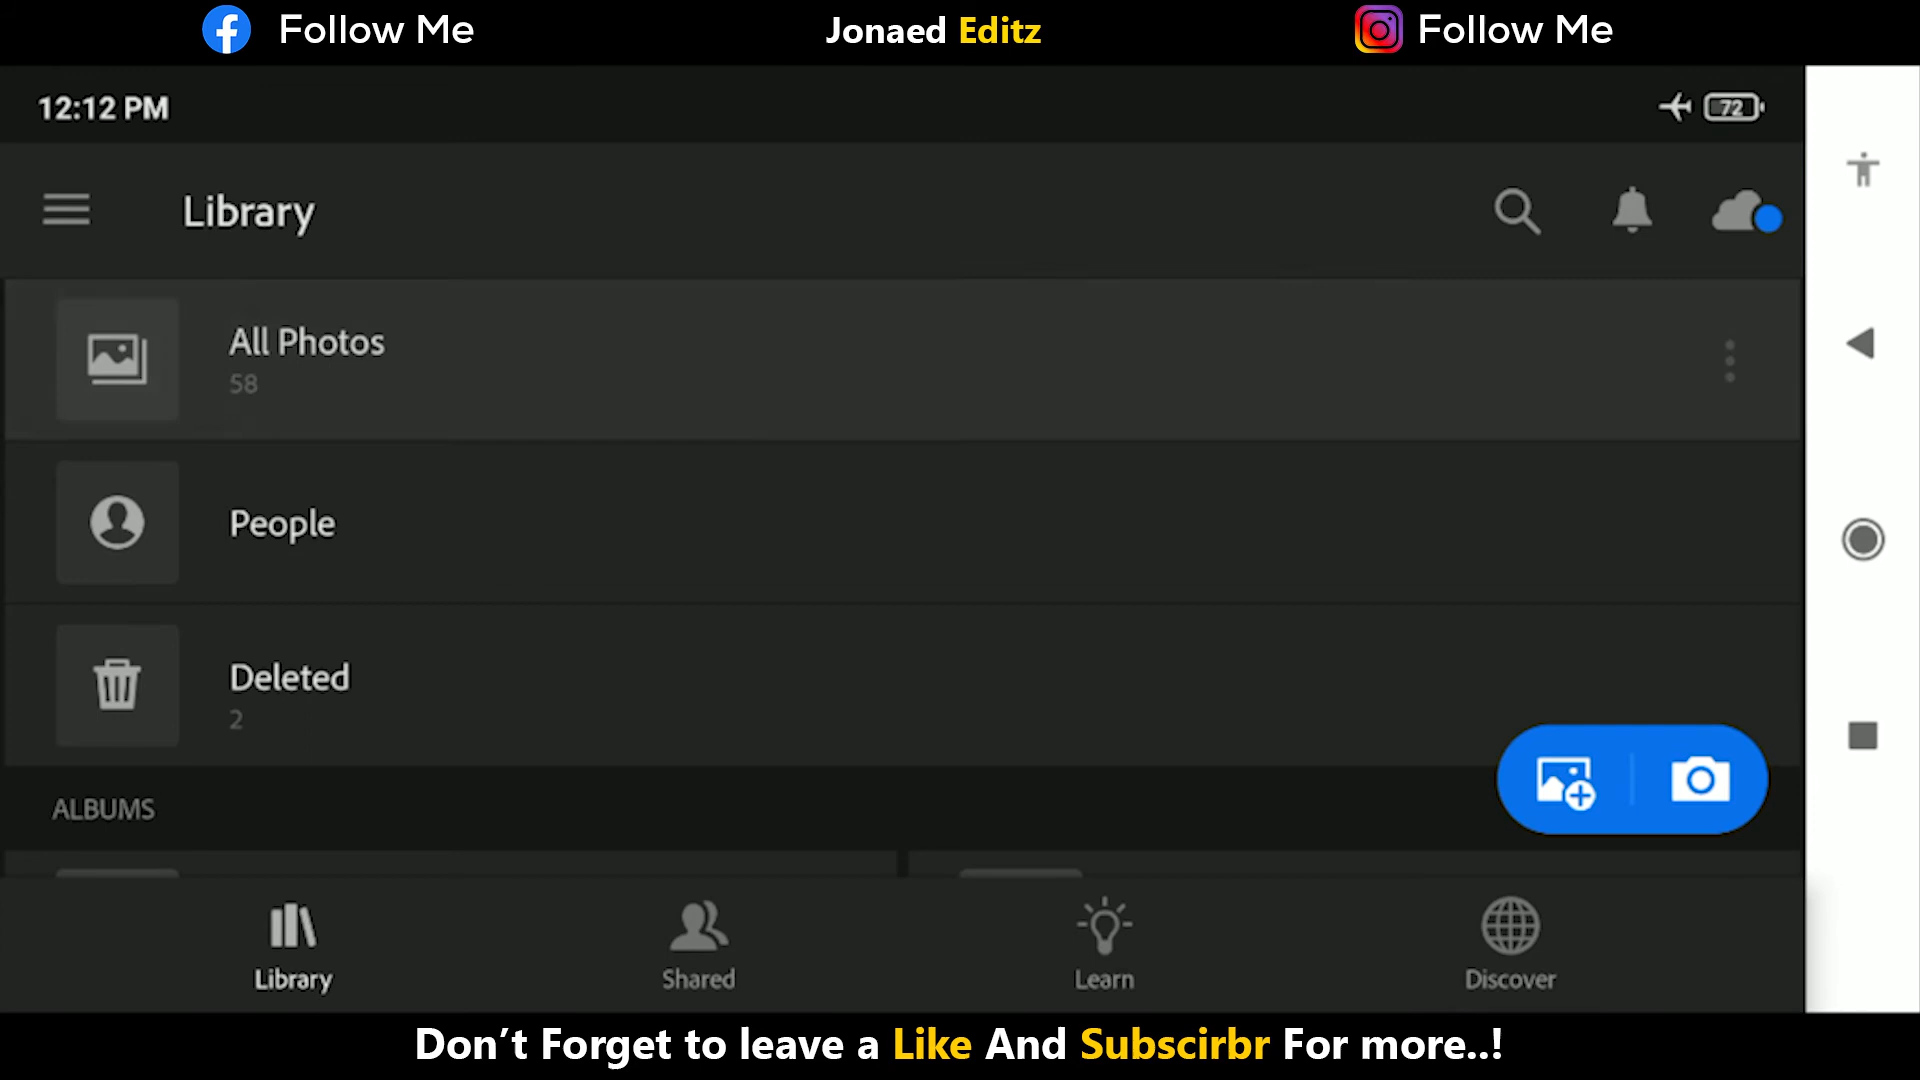 Follow Me
Jonaed Editz
Follow Me
12:12 PM
72
Library
All Photos
58
People
Deleted
2
ALBUMS
Library
Shared
Learn
Discover
Don’t Forget to leave a Like And Subscirbr For more..!